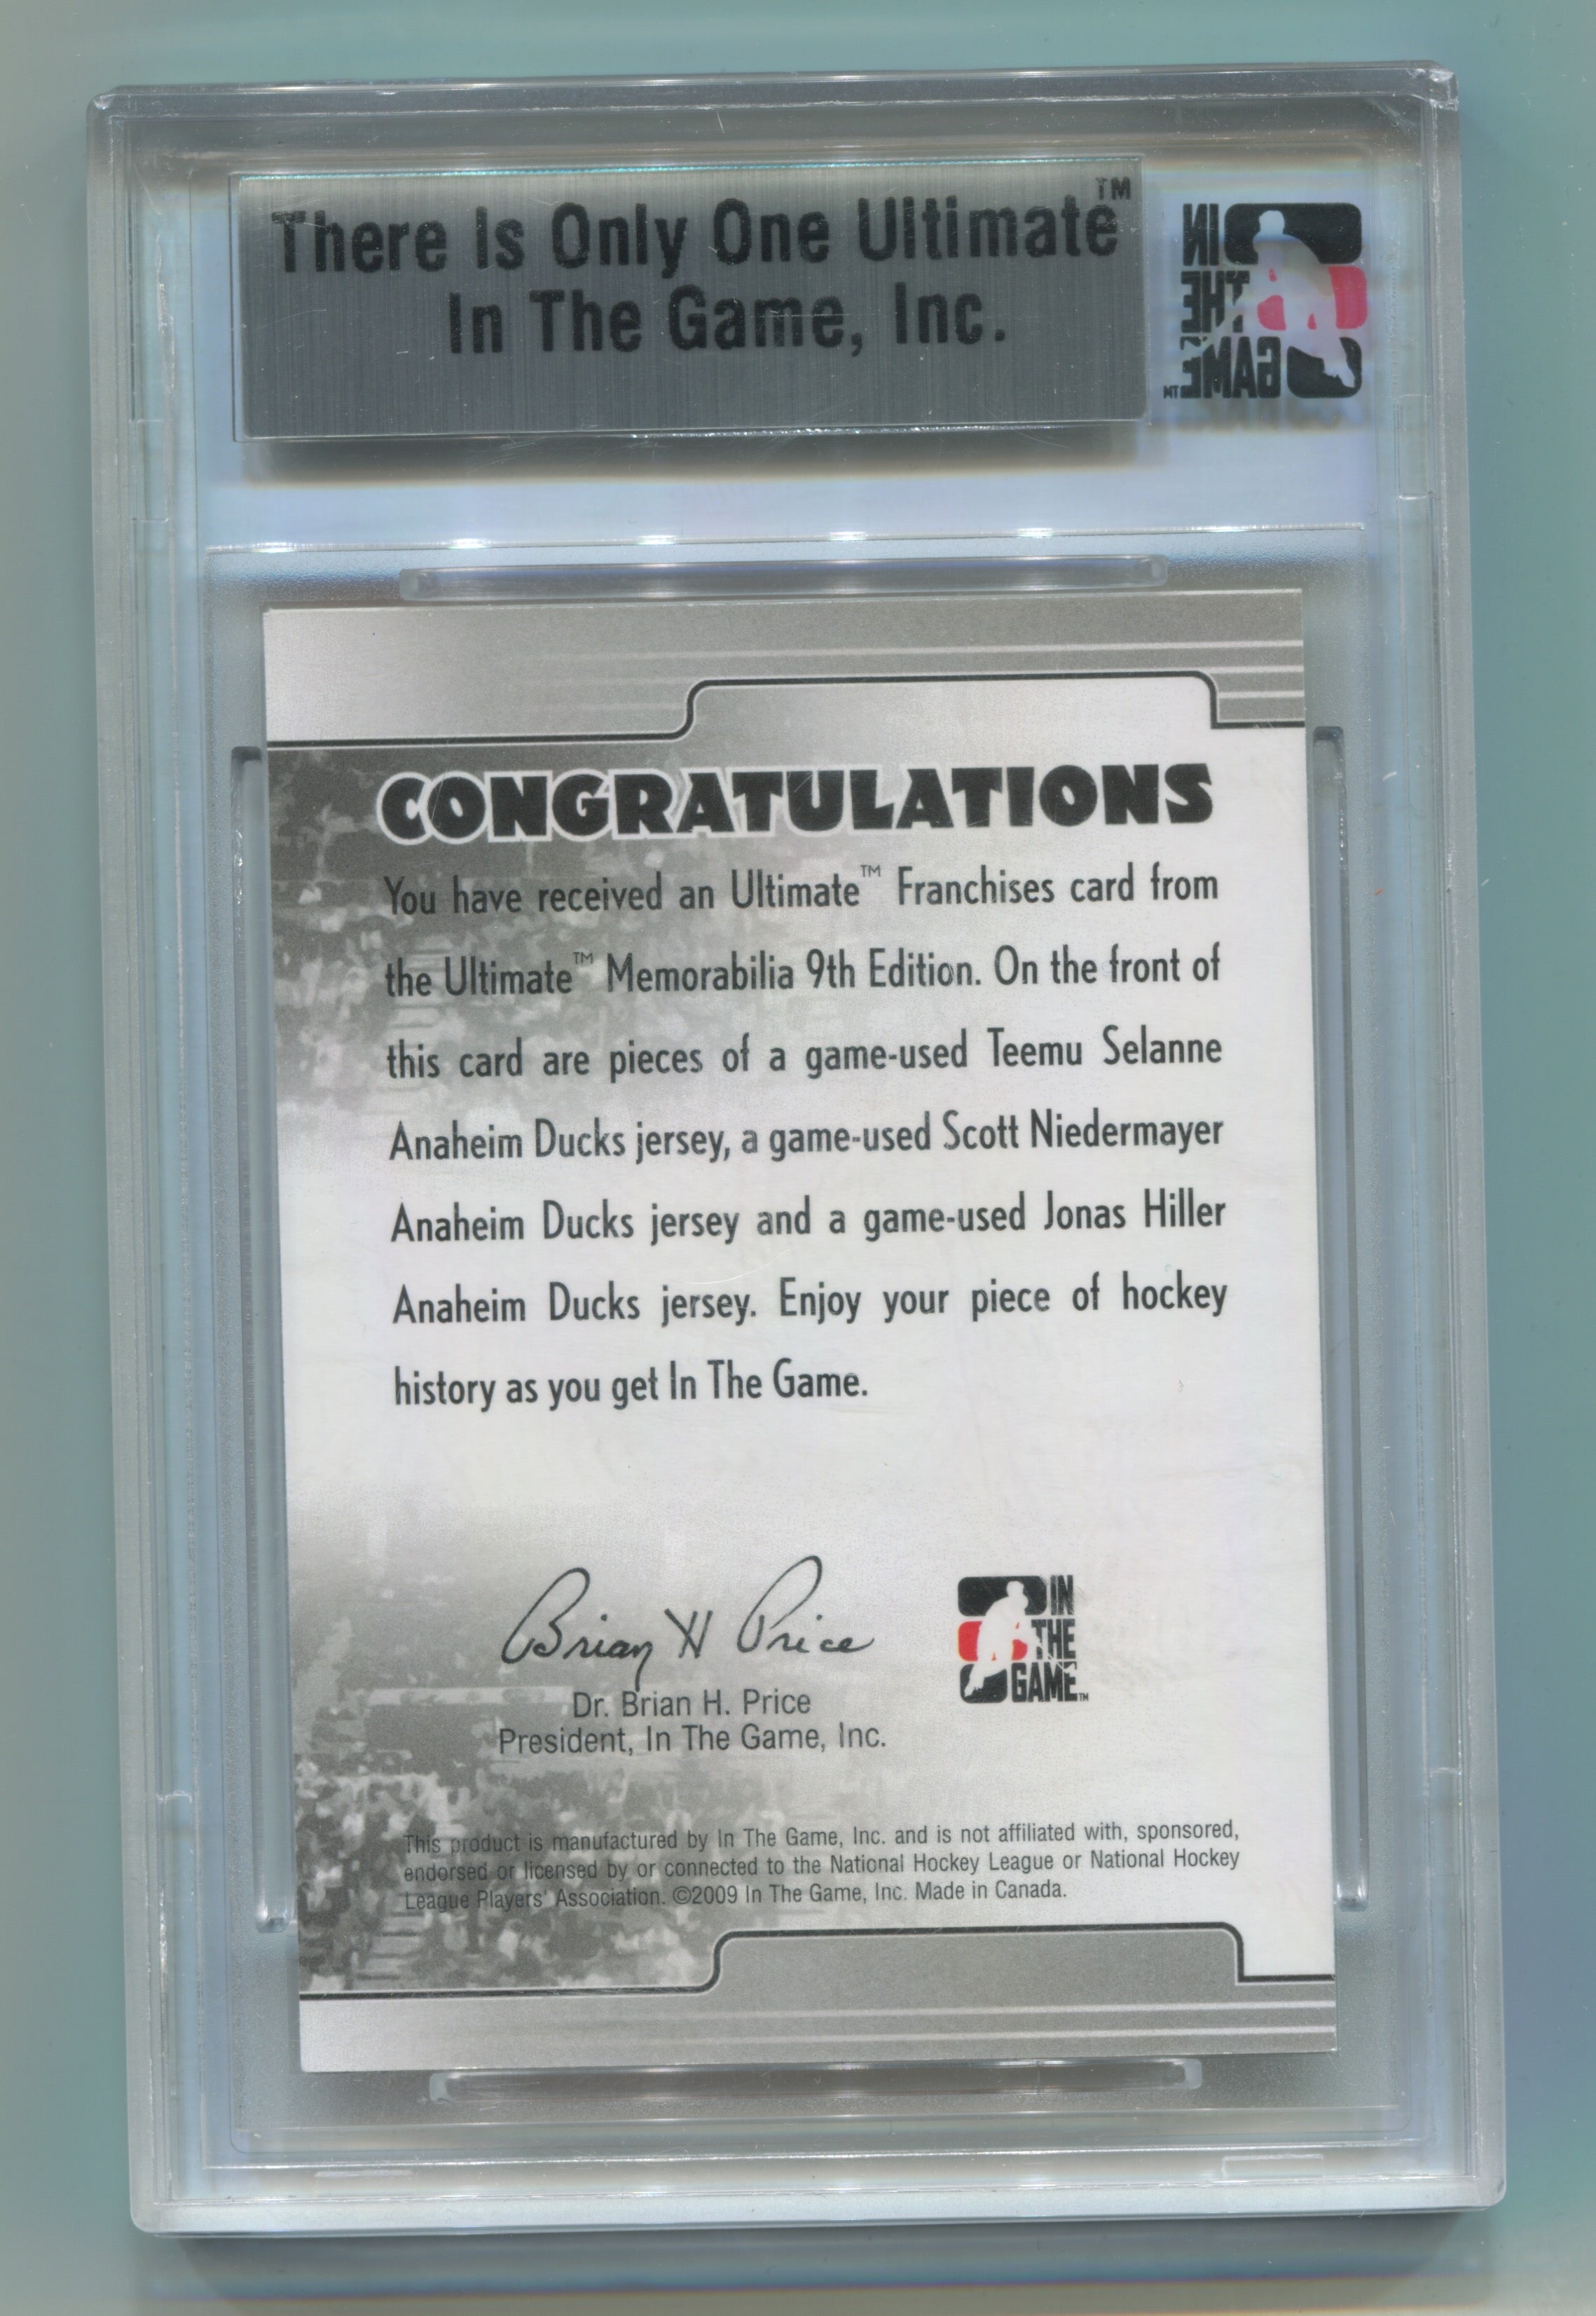 There Is Only One Ultimate™
In The Game, Inc.
IN
THE
GAME™
CONGRATULATIONS
You have received an Ultimate™ Franchises card from
the Ultimate™ Memorabilia 9th Edition. On the front of
this card are pieces of a game-used Teemu Selanne
Anaheim Ducks jersey, a game-used Scott Niedermayer
Anaheim Ducks jersey and a game-used Jonas Hiller
Anaheim Ducks jersey. Enjoy your piece of hockey
history as you get In The Game.
Brian H Price
IN
THE
GAME™
Dr. Brian H. Price
President, In The Game, Inc.
This product is manufactured by In The Game, Inc. and is not affiliated with, sponsored,
endorsed or licensed by or connected to the National Hockey League or National Hockey
League Players' Association. ©2009 In The Game, Inc. Made in Canada.